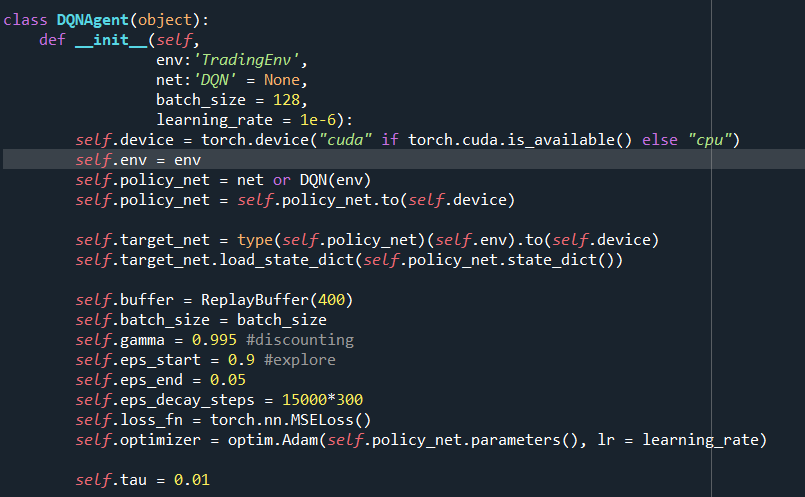 class DQNAgent(object):
    def __init__(self,
                 env:'TradingEnv',
                 net:'DQN' = None,
                 batch_size = 128,
                 learning_rate = 1e-6):
        self.device = torch.device("cuda" if torch.cuda.is_available() else "cpu")
        self.env = env
        self.policy_net = net or DQN(env)
        self.policy_net = self.policy_net.to(self.device)

        self.target_net = type(self.policy_net)(self.env).to(self.device)
        self.target_net.load_state_dict(self.policy_net.state_dict())

        self.buffer = ReplayBuffer(400)
        self.batch_size = batch_size
        self.gamma = 0.995 #discounting
        self.eps_start = 0.9 #explore
        self.eps_end = 0.05
        self.eps_decay_steps = 15000*300
        self.loss_fn = torch.nn.MSELoss()
        self.optimizer = optim.Adam(self.policy_net.parameters(), lr = learning_rate)

        self.tau = 0.01